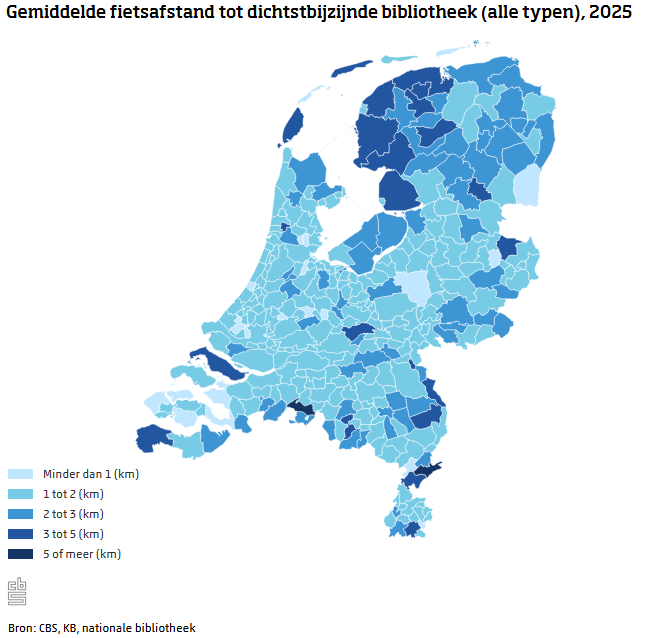 Gemiddelde fietsafstand tot dichtstbijzijnde bibliotheek (alle typen), 2025
Minder dan 1 (km)
1 tot 2 (km)
2 tot 3 (km)
3 tot 5 (km)
5 of meer (km)
cbs
Bron: CBS, KB, nationale bibliotheek